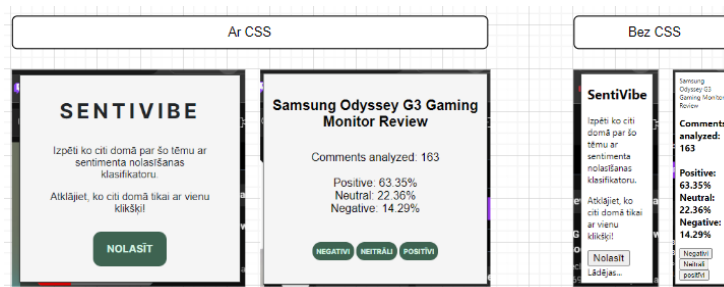 Ar CSS
Bez CSS
SENTIVIBE
Izpēti ko citi domā par šo tēmu ar
sentimenta nolasīšanas
klasifikatoru.
Atklājiet, ko citi domā tikai ar vienu
klikšķi!
NOLASĪT
Samsung Odyssey G3 Gaming
Monitor Review
Comments analyzed: 163
Positive: 63.35%
Neutral: 22.36%
Negative: 14.29%
NEGATIVI
NEITRĀLI
POSITĪVI
SentiVibe
Izpēti ko citi
domā par šo
tēmu ar
sentimenta
nolasīšanas
klasifikatoru.
Atklājiet, ko
citi domā tikai
ar vienu
klikšķi!
Nolasīt
Lādējas...
Samsung
Odyssey G3
Gaming Monitor
Review
Comments
analyzed:
163
Positive:
63.35%
Neutral:
22.36%
Negative:
14.29%
Negatīvi
Neitrali
positīvi